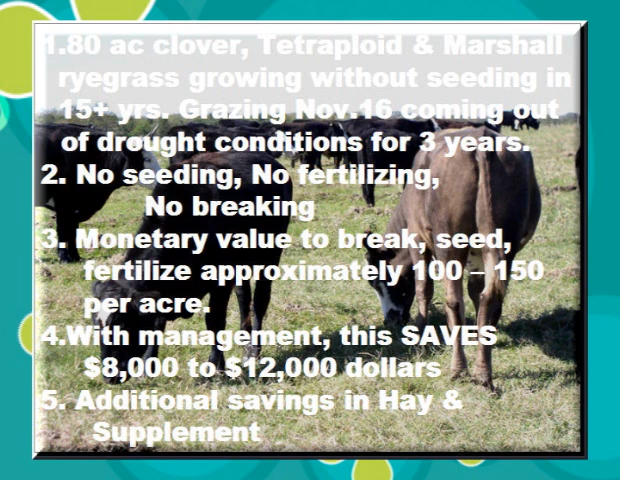 1.80 ac clover, Tetraploid & Marshall
ryegrass growing without seeding in
15+ yrs. Grazing Nov.16 coming out
of drought conditions for 3 years.
2. No seeding, No fertilizing,
No breaking
3. Monetary value to break, seed,
fertilize approximately 100 – 150
per acre.
4.With management, this SAVES
$8,000 to $12,000 dollars
5. Additional savings in Hay &
Supplement